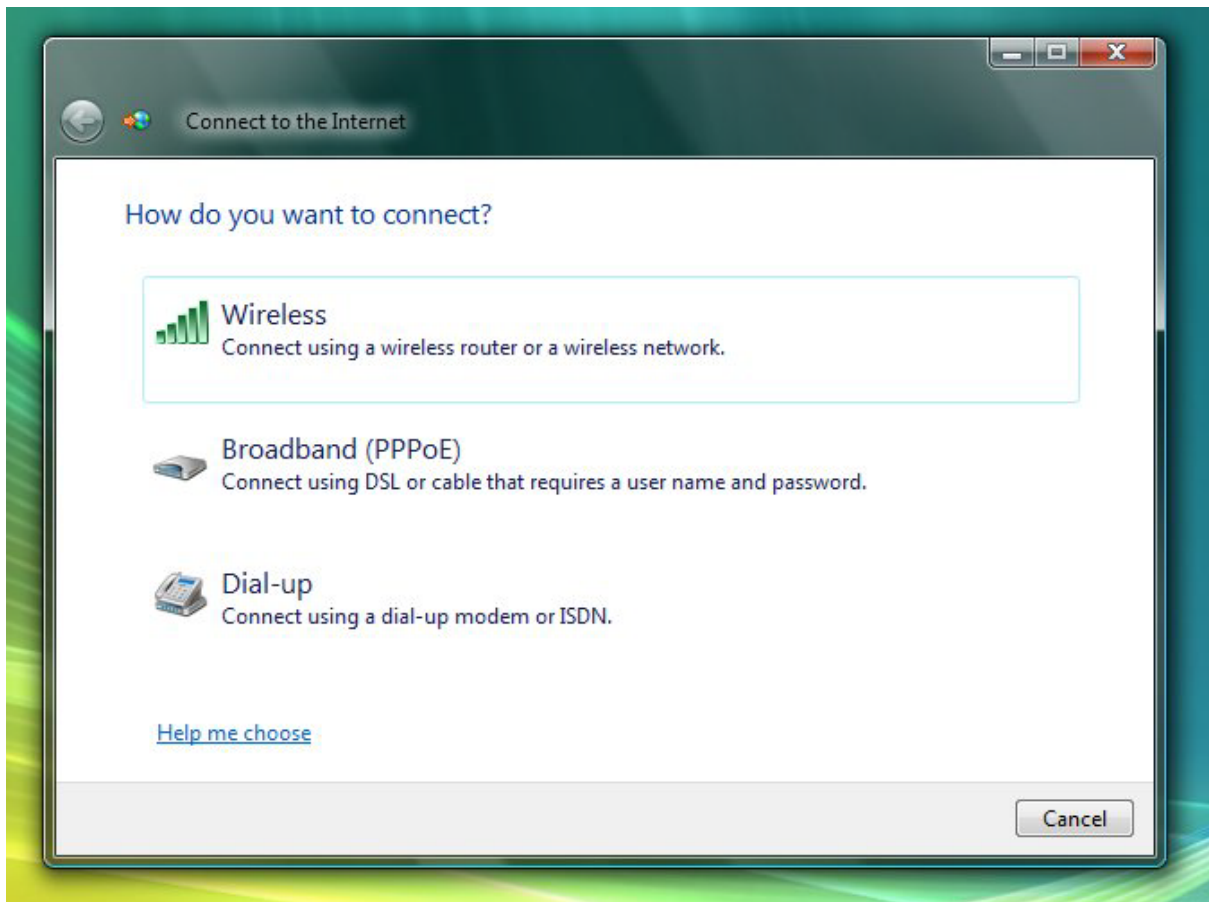 Connect to the Internet
How do you want to connect?
Wireless
Connect using a wireless router or a wireless network.
Broadband (PPPoE)
Connect using DSL or cable that requires a user name and password.
Dial-up
Connect using a dial-up modem or ISDN.
Help me choose
Cancel